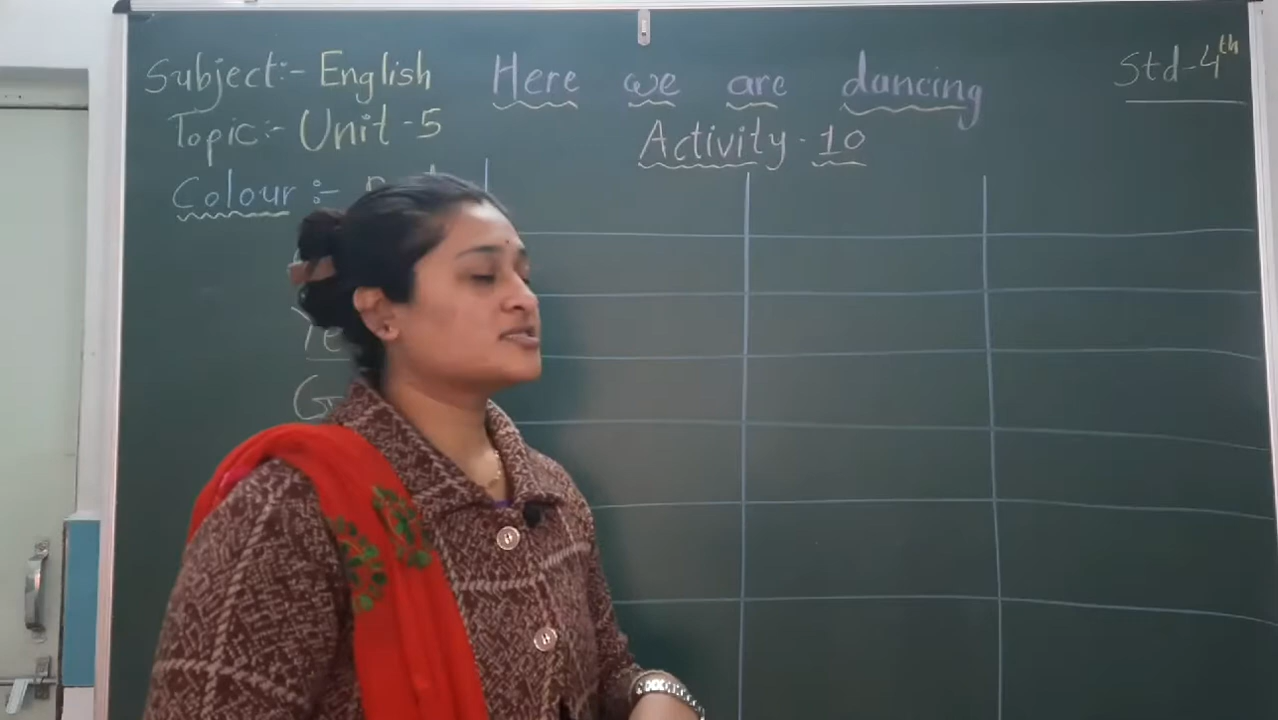 Subject:- English
Here we are dancing
Std-4th
Topic:- Unit-5
Activity-10
Colour:-